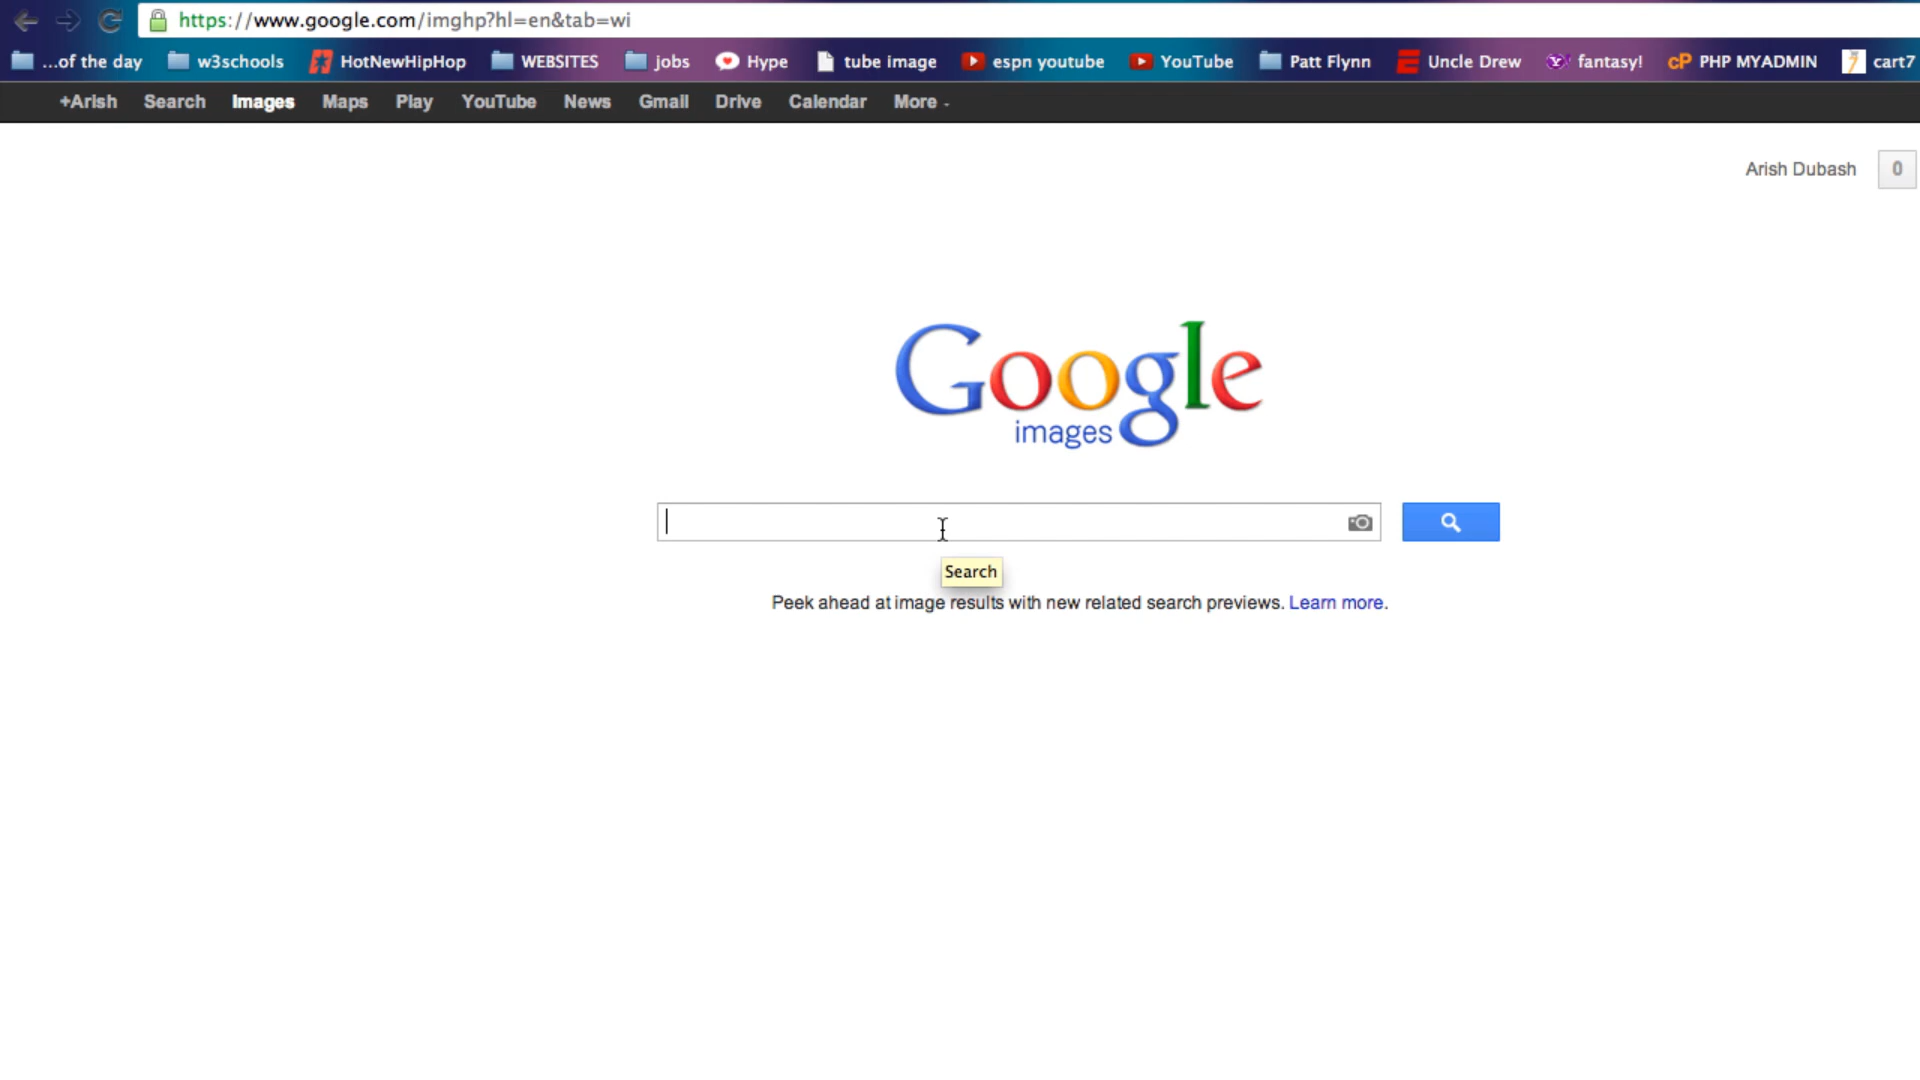 https://www.google.com/imghp?hl=en&tab=wi
...of the day w3schools HotNewHipHop WEBSITES jobs Hype tube image espn youtube YouTube Patt Flynn Uncle Drew fantasy! cP PHP MYADMIN cart7
+Arish Search Images Maps Play YouTube News Gmail Drive Calendar More
Arish Dubash 0
Google
images
Search
Peek ahead at image results with new related search previews. Learn more.